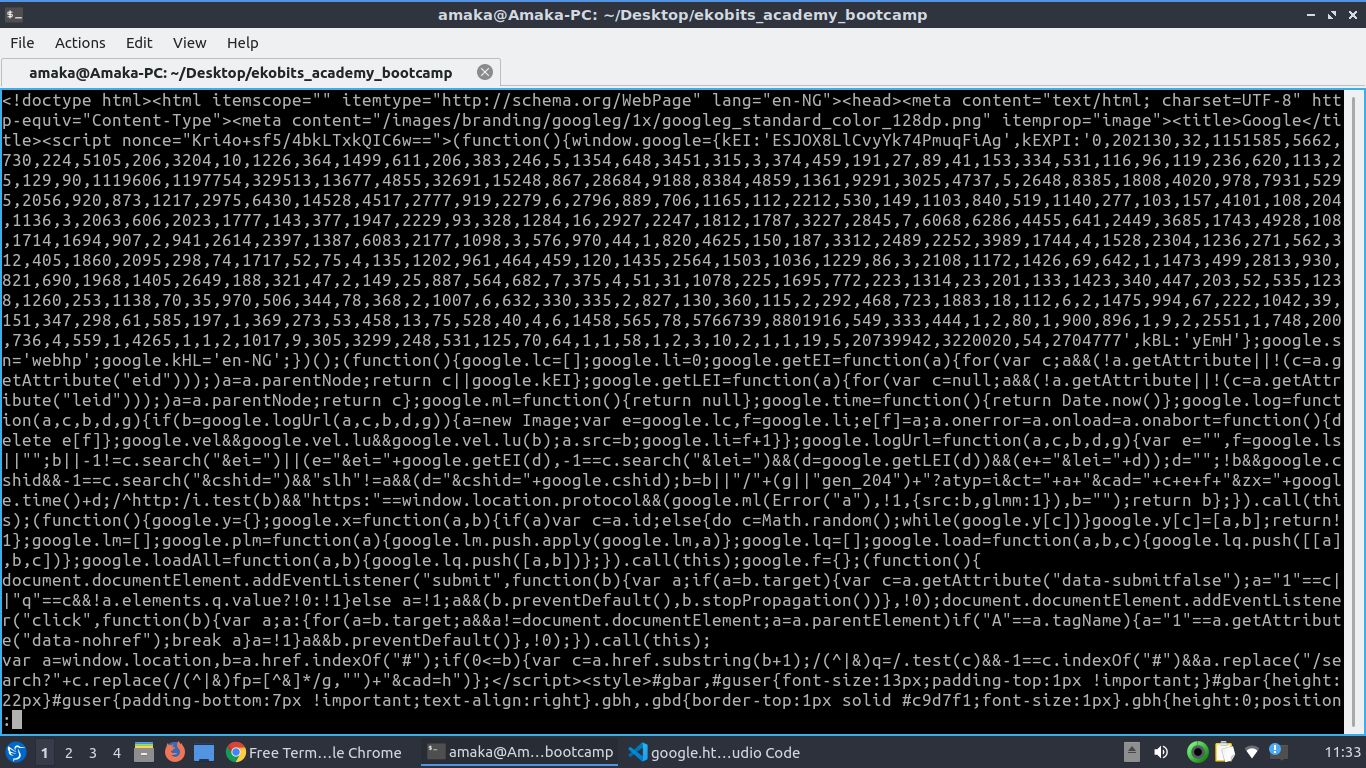 amaka@Amaka-PC: ~/Desktop/ekobits_academy_bootcamp
File Actions Edit View Help
amaka@Amaka-PC: ~/Desktop/ekobits_academy_bootcamp
<!doctype html><html itemscope="" itemtype="http://schema.org/WebPage" lang="en-NG"><head><meta content="text/html; charset=UTF-8" htt
p-equiv="Content-Type"><meta content="/images/branding/googleg/1x/googleg_standard_color_128dp.png" itemprop="image"><title>Google</ti
tle><script nonce="Kri4o+sf5/4bkLTxkQIC6w==">(function(){window.google={kEI:'ESJOX8LlCvyYk74PmuqFiAg',kEXPI:'0,202130,32,1151585,5662,
730,224,5105,206,3204,10,1226,364,1499,611,206,383,246,5,1354,648,3451,315,3,374,459,191,27,89,41,153,334,531,116,96,119,236,620,113,2
5,129,90,1119606,1197754,329513,13677,4855,32691,15248,867,28684,9188,8384,4859,1361,9291,3025,4737,5,2648,8385,1808,4020,978,7931,529
5,2056,920,873,1217,2975,6430,14528,4517,2777,919,2279,6,2796,889,706,1165,112,2212,530,149,1103,840,519,1140,277,103,157,4101,108,204
,1136,3,2063,606,2023,1777,143,377,1947,2229,93,328,1284,16,2927,2247,1812,1787,3227,2845,7,6068,6286,4455,641,2449,3685,1743,4928,108
,1714,1694,907,2,941,2614,2397,1387,6083,2177,1098,3,576,970,44,1,820,4625,150,187,3312,2489,2252,3989,1744,4,1528,2304,1236,271,562,3
12,405,1860,2095,298,74,1717,52,75,4,135,1202,961,464,459,120,1435,2564,1503,1036,1229,86,3,2108,1172,1426,69,642,1,1473,499,2813,930,
821,690,1968,1405,2649,188,321,47,2,149,25,887,564,682,7,375,4,51,31,1078,225,1695,772,223,1314,23,201,133,1423,340,447,203,52,535,123
8,1260,253,1138,70,35,970,506,344,78,368,2,1007,6,632,330,335,2,827,130,360,115,2,292,468,723,1883,18,112,6,2,1475,994,67,222,1042,39,
151,347,298,61,585,197,1,369,273,53,458,13,75,528,40,4,6,1458,565,78,5766739,8801916,549,333,444,1,2,80,1,900,896,1,9,2,2551,1,748,200
,736,4,559,1,4265,1,1,2,1017,9,305,3299,248,531,125,70,64,1,1,58,1,2,3,10,2,1,1,19,5,20739942,3220020,54,2704777',kBL:'yEmH'};google.s
n='webhp';google.kHL='en-NG';})();(function(){google.lc=[];google.li=0;google.getEI=function(a){for(var c;a&&(!a.getAttribute||!(c=a.g
etAttribute("eid")));)a=a.parentNode;return c||google.kEI};google.getLEI=function(a){for(var c=null;a&&(!a.getAttribute||!(c=a.getAttr
ibute("leid")));)a=a.parentNode;return c};google.ml=function(){return null};google.time=function(){return Date.now()};google.log=funct
ion(a,c,b,d,g){if(b=google.logUrl(a,c,b,d,g)){a=new Image;var e=google.lc,f=google.li;e[f]=a;a.onerror=a.onload=a.onabort=function(){d
elete e[f]};google.vel&&google.vel.lu&&google.vel.lu(b);a.src=b;google.li=f+1}};google.logUrl=function(a,c,b,d,g){var e="",f=google.ls
||"";b||-1!=c.search("&ei=")||(e="&ei="+google.getEI(d),-1==c.search("&lei=")&&(d=google.getLEI(d))&&(e+="&lei="+d));d="";!b&&google.c
shid&&-1==c.search("&cshid=")&&"slh"!=a&&(d="&cshid="+google.cshid);b=b||"/"+(g||"gen_204")+"?atyp=i&ct="+a+"&cad="+c+e+f+"&zx="+googl
e.time()+d;/^http:/i.test(b)&&"https:"==window.location.protocol&&(google.ml(Error("a"),!1,{src:b,glmm:1}),b="");return b};}).call(thi
s);(function(){google.y={};google.x=function(a,b){if(a)var c=a.id;else{do c=Math.random();while(google.y[c])}google.y[c]=[a,b];return!
1};google.lm=[];google.plm=function(a){google.lm.push.apply(google.lm,a)};google.lq=[];google.load=function(a,b,c){google.lq.push([[a]
,b,c])};google.loadAll=function(a,b){google.lq.push([a,b])};}).call(this);google.f={};(function(){
document.documentElement.addEventListener("submit",function(b){var a;if(a=b.target){var c=a.getAttribute("data-submitfalse");a="1"==c|
|"q"==c&&!a.elements.q.value?!0:!1}else a=!1;a&&(b.preventDefault(),b.stopPropagation())},!0);document.documentElement.addEventListene
r("click",function(b){var a;a:{for(a=b.target;a&&a!=document.documentElement;a=a.parentElement)if("A"==a.tagName){a="1"==a.getAttribut
e("data-nohref");break a}a=!1}a&&b.preventDefault()},!0);}).call(this);
var a=window.location,b=a.href.indexOf("#");if(0<=b){var c=a.href.substring(b+1);/(^|&)q=/.test(c)&&-1==c.indexOf("#")&&a.replace("/se
arch?"+c.replace(/(^|&)fp=[^&]*/g,"")+"&cad=h")};</script><style>#gbar,#guser{font-size:13px;padding-top:1px !important;}#gbar{height:
22px}#guser{padding-bottom:7px !important;text-align:right}.gbh,.gbd{border-top:1px solid #c9d7f1;font-size:1px}.gbh{height:0;position
:
1 2 3 4 Free Term...le Chrome amaka@Am...bootcamp google.ht...udio Code 11:33